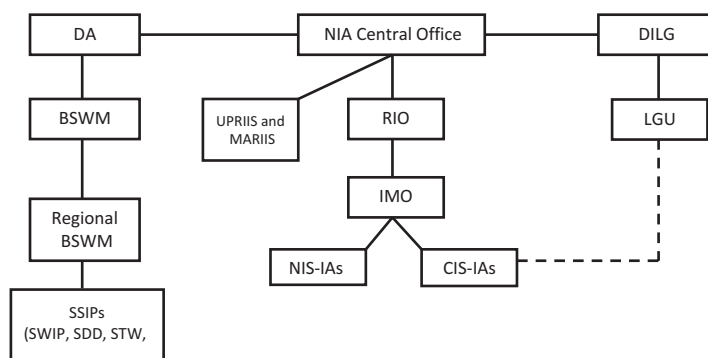 DA
NIA Central Office
DILG
BSWM
UPRIIS and
MARIIS
RIO
LGU
IMO
Regional
BSWM
NIS-IAs
CIS-IAs
SSIPs
(SWIP, SDD, STW,